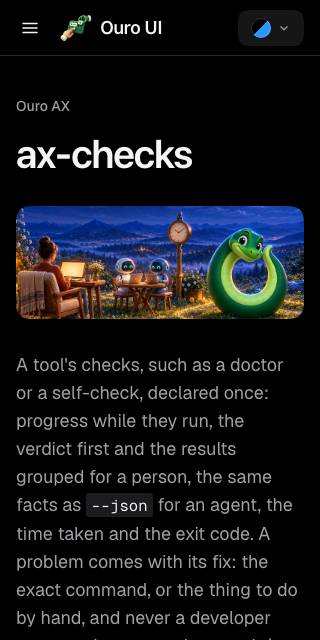 Ouro UI
Ouro AX
ax-checks
A tool's checks, such as a doctor
or a self-check, declared once:
progress while they run, the
verdict first and the results
grouped for a person, the same
facts as --json for an agent, the
time taken and the exit code. A
problem comes with its fix: the
exact command, or the thing to do
by hand, and never a developer